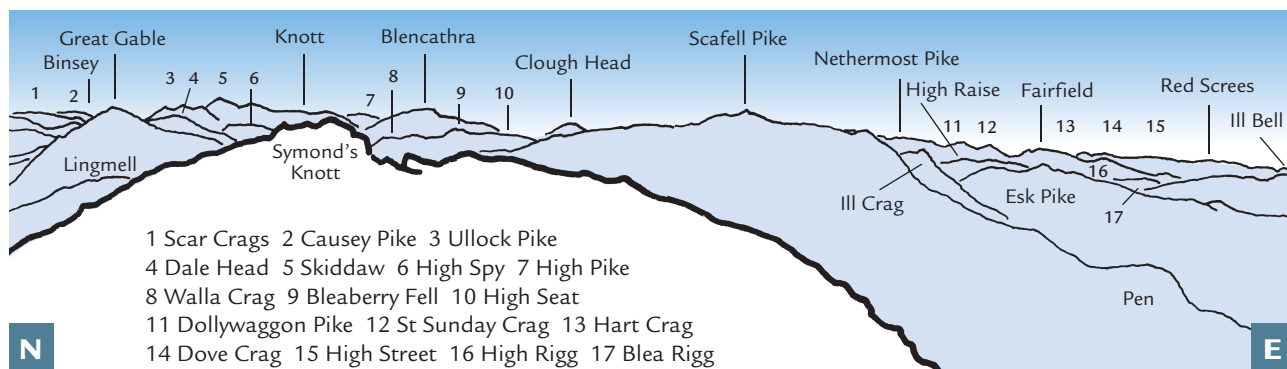 Great Gable
Binsey
Knott
Blencathra
Clough Head
Scafell Pike
Nethermost Pike
High Raise
Fairfield
Red Screes
Ill Bell
1
2
3
4
5
6
7
8
9
10
11
12
13
14
15
16
17
Lingmell
Symond's
Knott
Ill Crag
Esk Pike
Pen
1 Scar Crags 2 Causey Pike 3 Ullock Pike
4 Dale Head 5 Skiddaw 6 High Spy 7 High Pike
8 Walla Crag 9 Bleaberry Fell 10 High Seat
11 Dollywaggon Pike 12 St Sunday Crag 13 Hart Crag
14 Dove Crag 15 High Street 16 High Rigg 17 Blea Rigg
N
E